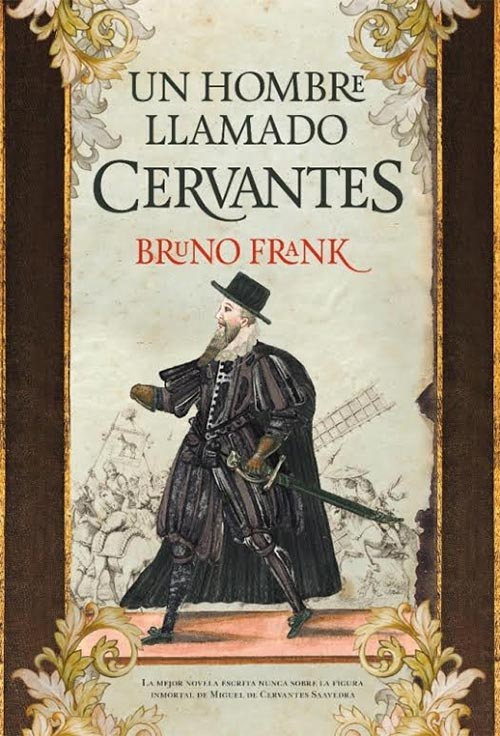 UN HOMBRE
LLAMADO
CERVANTES
BRUNO FRANK
LA MEJOR NOVELA ESCRITA NUNCA SOBRE LA FIGURA
INMORTAL DE MIGUEL DE CERVANTES SAAVEDRA